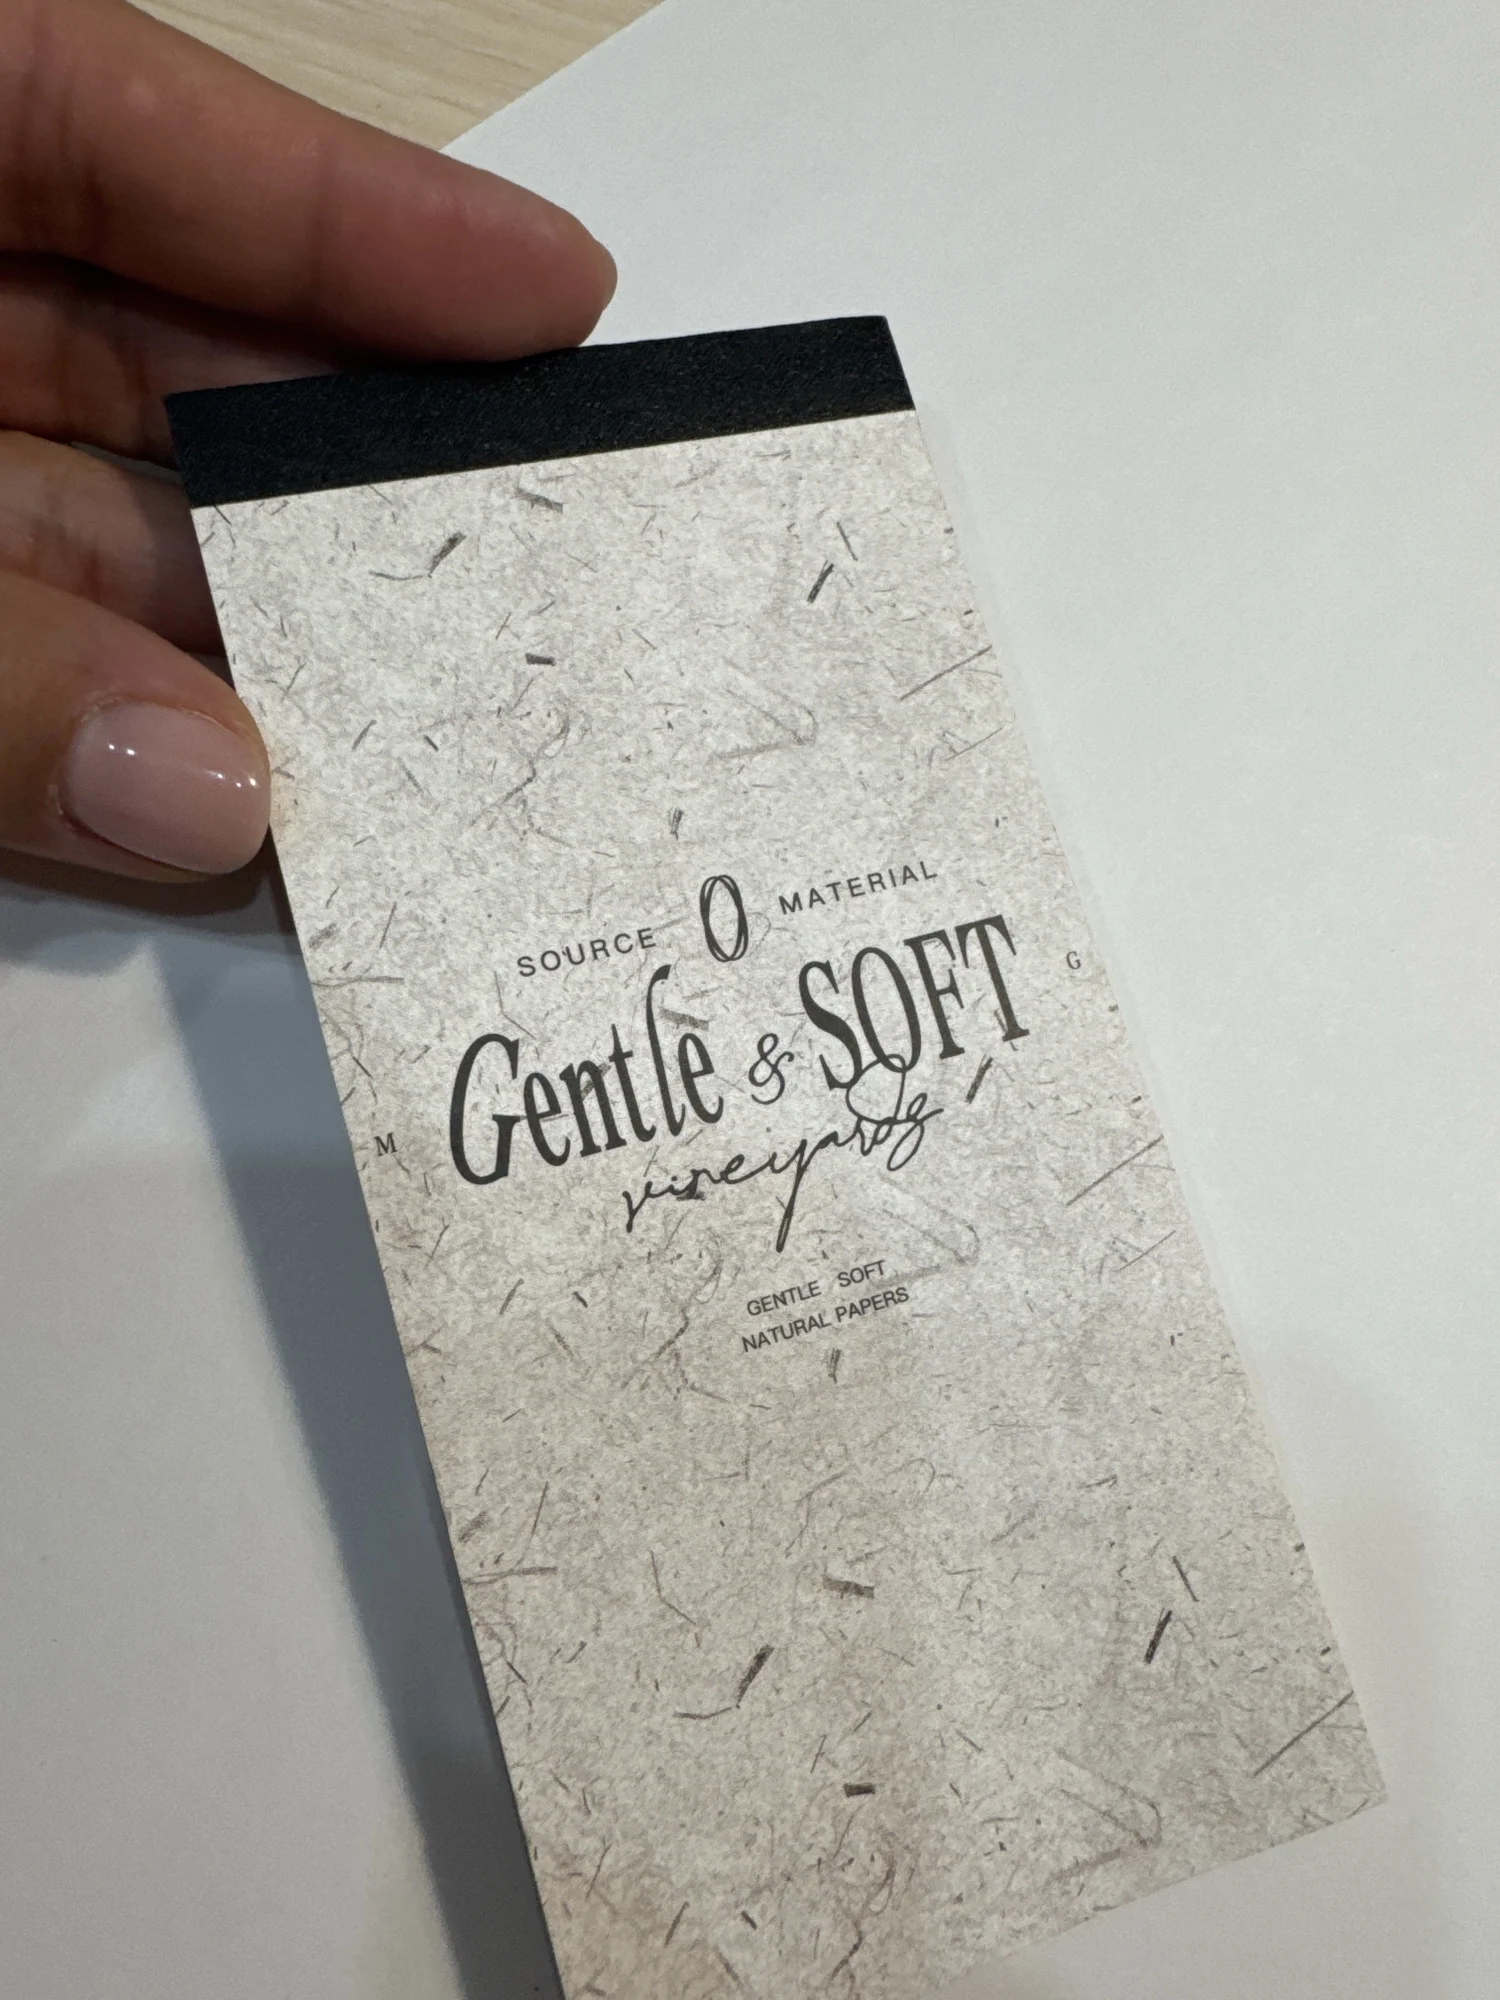 SOURCE 0 MATERIAL
Gentle & SOFT
vineyards
M
G
GENTLE SOFT
NATURAL PAPERS